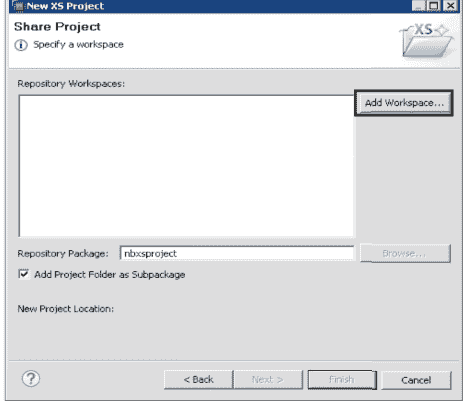 New XS Project
Share Project
XS
Specify a workspace
Repository Workspaces:
Add Workspace...
Repository Package: nbxsproject Browse...
Add Project Folder as Subpackage
New Project Location:
? < Back Next > Finish Cancel